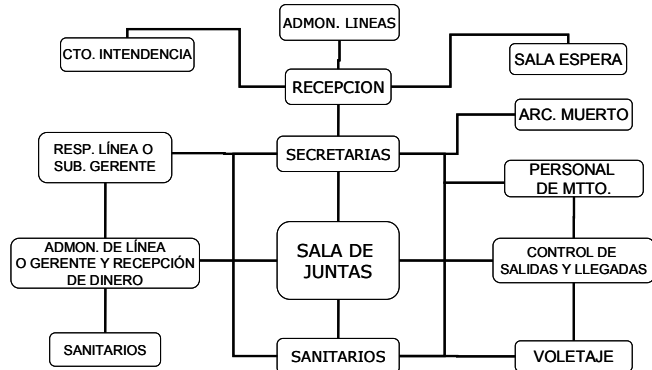 ADMON. LINEAS
CTO. INTENDENCIA
SALA ESPERA
RECEPCION
ARC. MUERTO
RESP. LÍNEA O
SUB. GERENTE
SECRETARIAS
PERSONAL
DE MTTO.
ADMON. DE LÍNEA
O GERENTE Y RECEPCIÓN
DE DINERO
SALA DE
JUNTAS
CONTROL DE
SALIDAS Y LLEGADAS
SANITARIOS
SANITARIOS
VOLETAJE